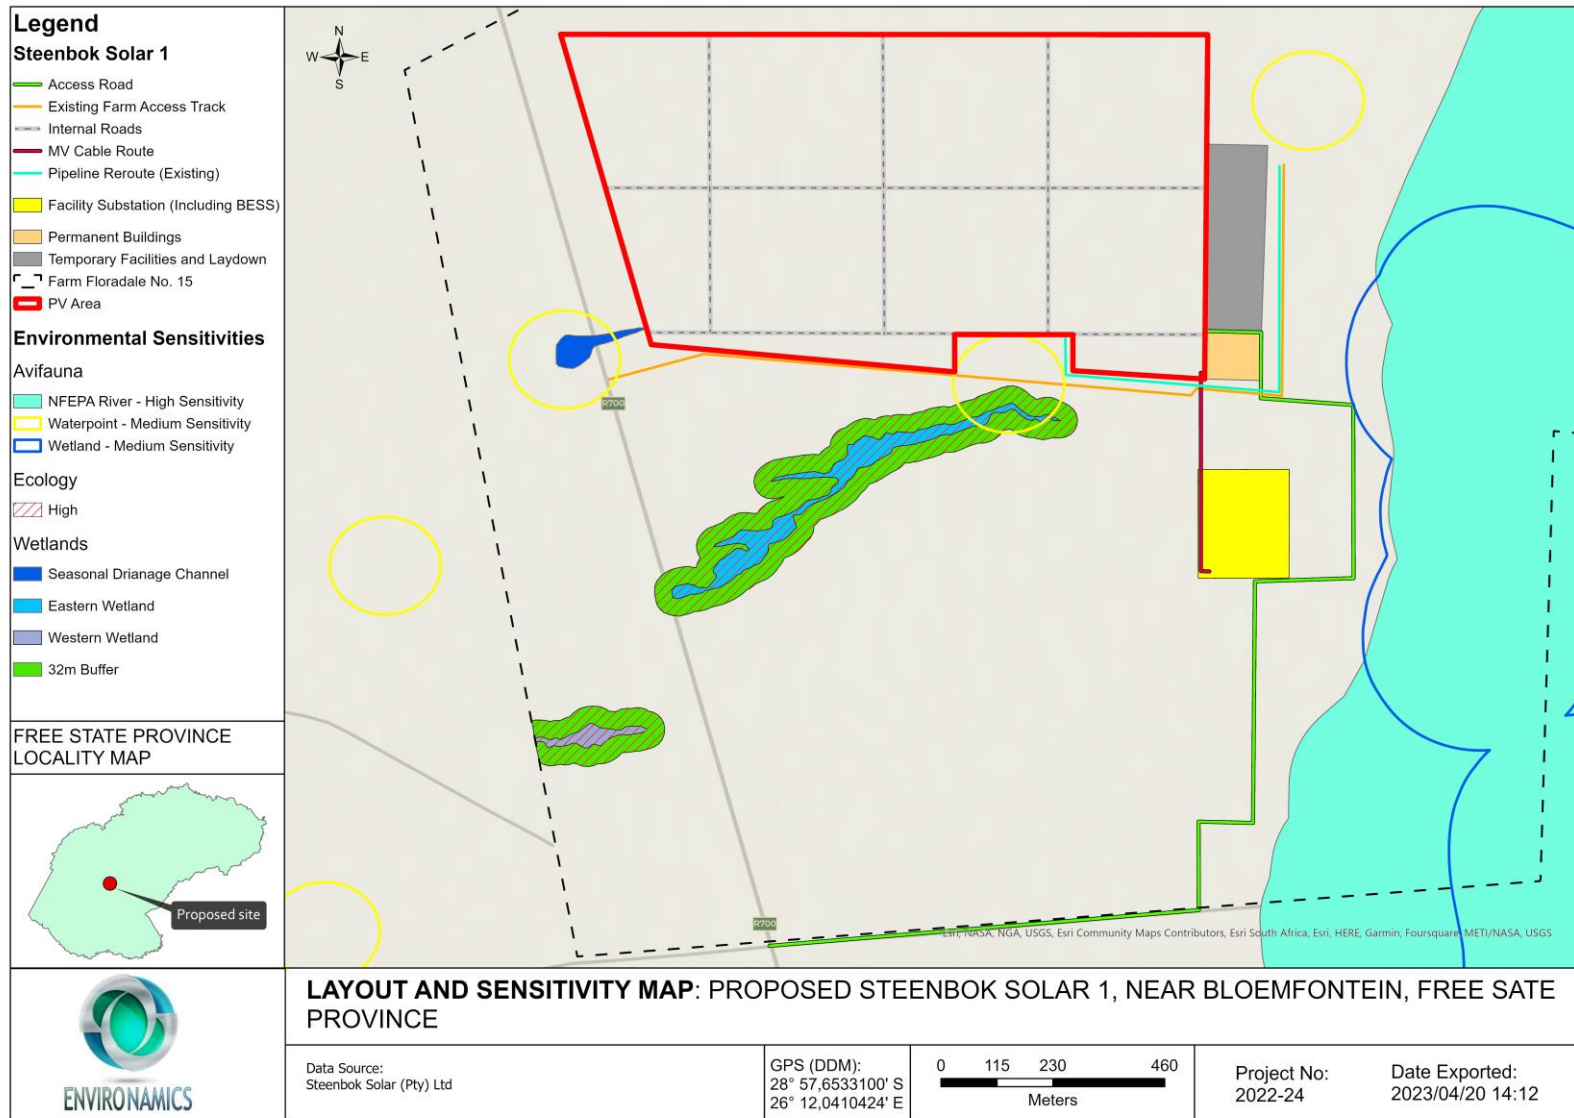 Legend
Steenbok Solar 1
Access Road
Existing Farm Access Track
Internal Roads
MV Cable Route
Pipeline Reroute (Existing)
Facility Substation (Including BESS)
Permanent Buildings
Temporary Facilities and Laydown
Farm Floradale No. 15
PV Area
Environmental Sensitivities
Avifauna
NFEPA River - High Sensitivity
Waterpoint - Medium Sensitivity
Wetland - Medium Sensitivity
Ecology
High
Wetlands
Seasonal Drianage Channel
Eastern Wetland
Western Wetland
32m Buffer
FREE STATE PROVINCE
LOCALITY MAP
Proposed site
ENVIRONAMICS
N
W E
S
R700
R700
Esri, NASA, NGA, USGS, Esri Community Maps Contributors, Esri South Africa, Esri, HERE, Garmin, Foursquare, METI/NASA, USGS
LAYOUT AND SENSITIVITY MAP: PROPOSED STEENBOK SOLAR 1, NEAR BLOEMFONTEIN, FREE SATE
PROVINCE
Data Source:
Steenbok Solar (Pty) Ltd
GPS (DDM):
28° 57,6533100' S
26° 12,0410424' E
0 115 230 460
Meters
Project No:
2022-24
Date Exported:
2023/04/20 14:12